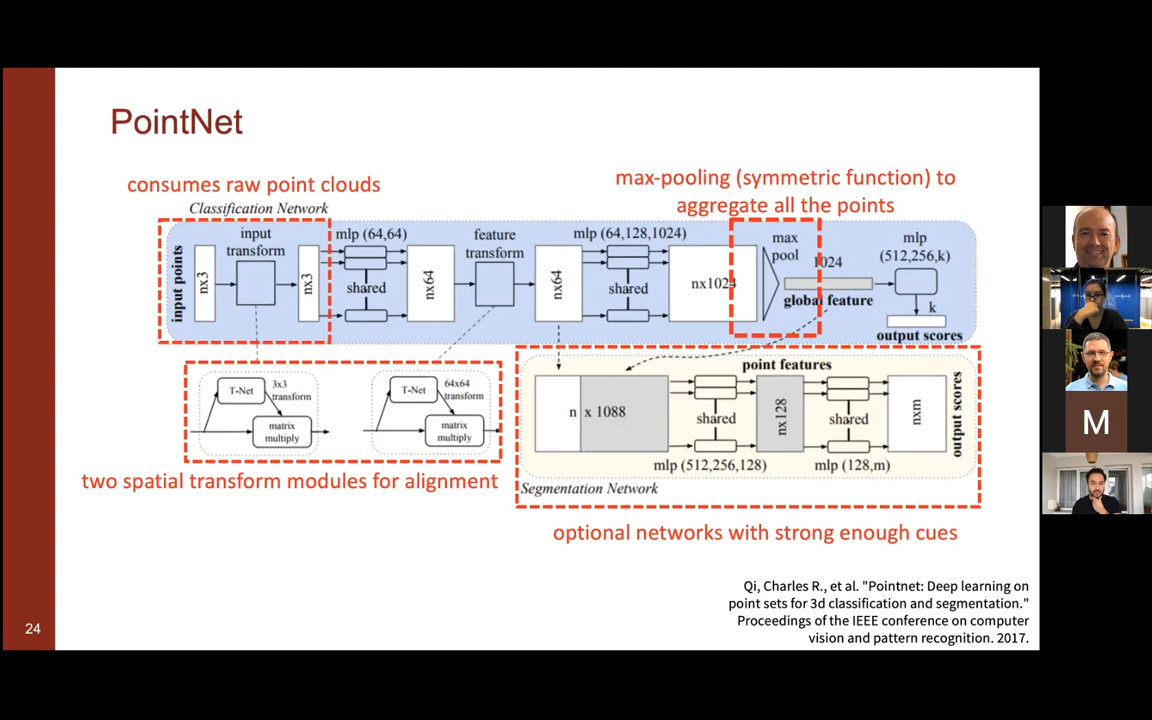 PointNet
consumes raw point clouds
max-pooling (symmetric function) to
aggregate all the points
Classification Network
input points
nx3
input
transform
nx3
mlp (64,64)
shared
nx64
feature
transform
nx64
mlp (64,128,1024)
shared
nx1024
max
pool
1024
global feature
mlp
(512,256,k)
k
output scores
T-Net
3x3
transform
matrix
multiply
T-Net
64x64
transform
matrix
multiply
two spatial transform modules for alignment
point features
n x 1088
shared
mlp (512,256,128)
nx128
shared
mlp (128,m)
nxm
output scores
Segmentation Network
optional networks with strong enough cues
Qi, Charles R., et al. "Pointnet: Deep learning on
point sets for 3d classification and segmentation."
Proceedings of the IEEE conference on computer
vision and pattern recognition. 2017.
24
M